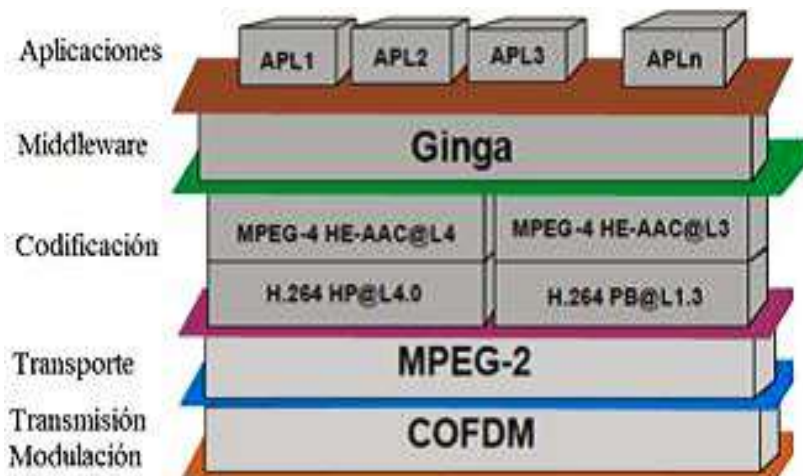 Aplicaciones
APL1 APL2 APL3 APLn
Middleware
Ginga
Codificación
MPEG-4 HE-AAC@L4 MPEG-4 HE-AAC@L3
H.264 HP@L4.0 H.264 PB@L1.3
Transporte
MPEG-2
Transmisión
Modulación
COFDM